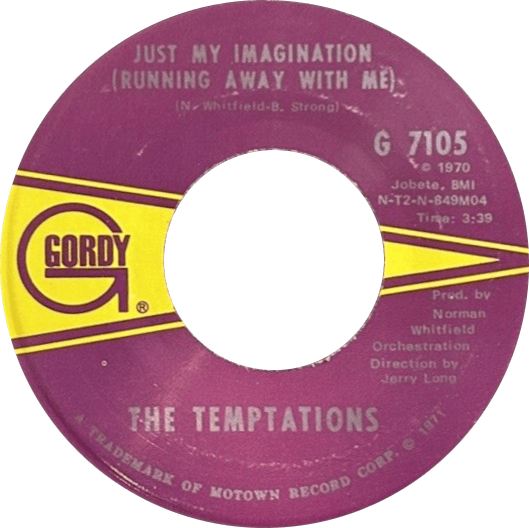 JUST MY IMAGINATION
(RUNNING AWAY WITH ME)
(N. Whitfield-B. Strong)
G 7105
© 1970
Jobete, BMI
N-T2-N-649M04
Time: 3:39
GORDY
®
Prod. by
Norman
Whitfield
Orchestration
Direction by
Jerry Long
THE TEMPTATIONS
A TRADEMARK OF MOTOWN RECORD CORP. © 1971